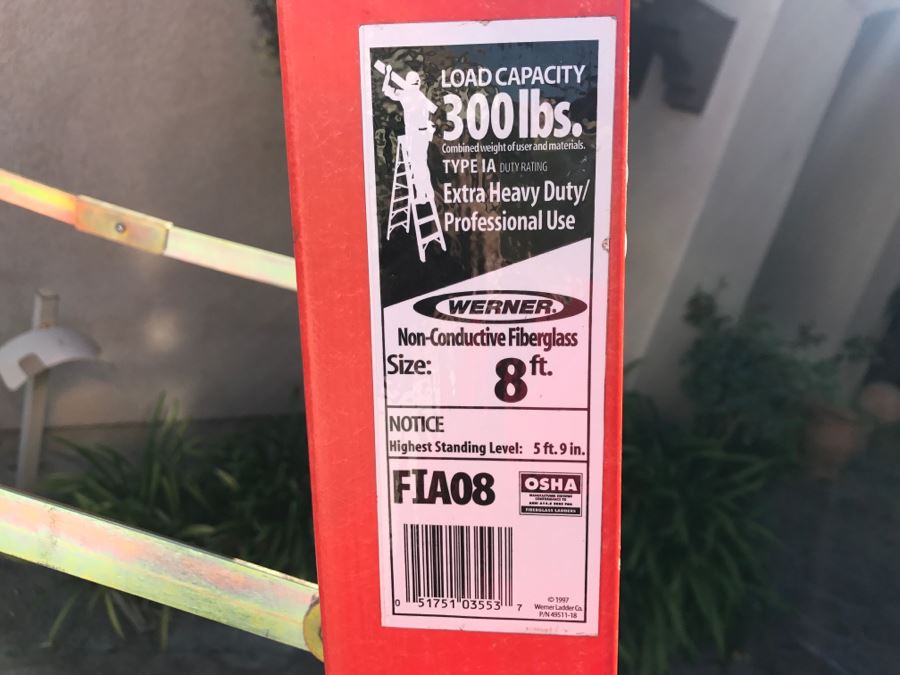 LOAD CAPACITY
300 lbs.
Combined weight of user and materials.
TYPE IA DUTY RATING
Extra Heavy Duty/
Professional Use
WERNER®
Non-Conductive Fiberglass
Size: 8 ft.
NOTICE
Highest Standing Level: 5 ft. 9 in.
FIA08
OSHA
FIBERGLASS LADDERS
0 51751 03553 7
© 1997
Werner Ladder Co.
P/N 49511-18